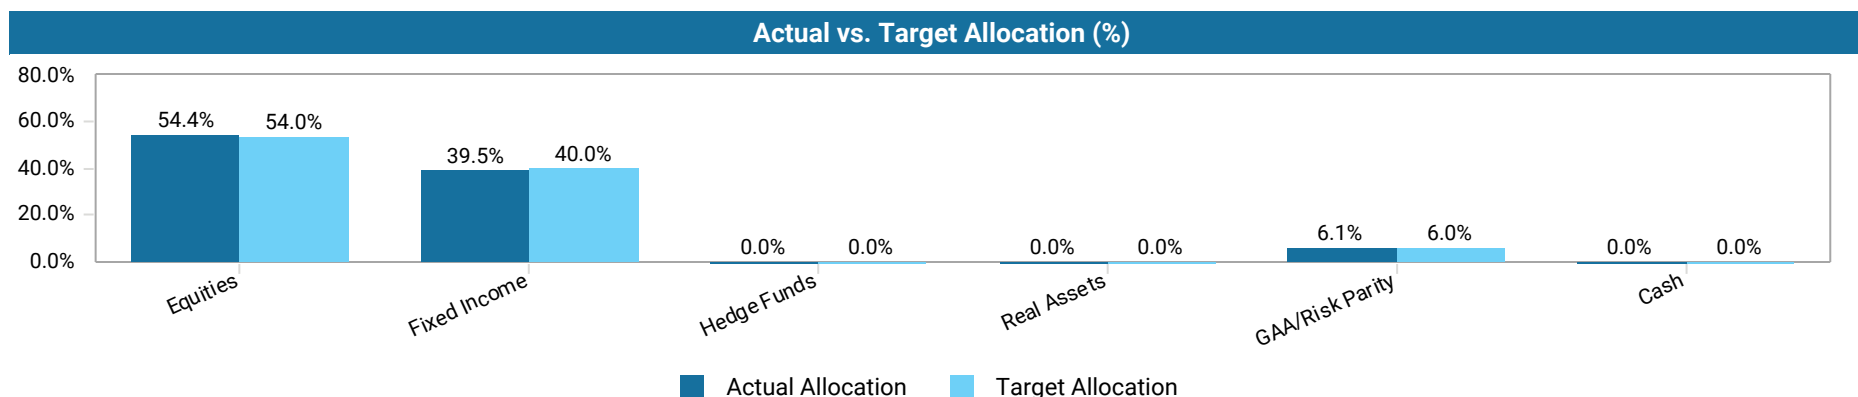 Actual vs. Target Allocation (%)
80.0%
60.0%
40.0%
20.0%
0.0%
54.4% 54.0%
39.5% 40.0%
0.0% 0.0%
0.0% 0.0%
6.1% 6.0%
0.0% 0.0%
Equities
Fixed Income
Hedge Funds
Real Assets
GAA/Risk Parity
Cash
Actual Allocation Target Allocation